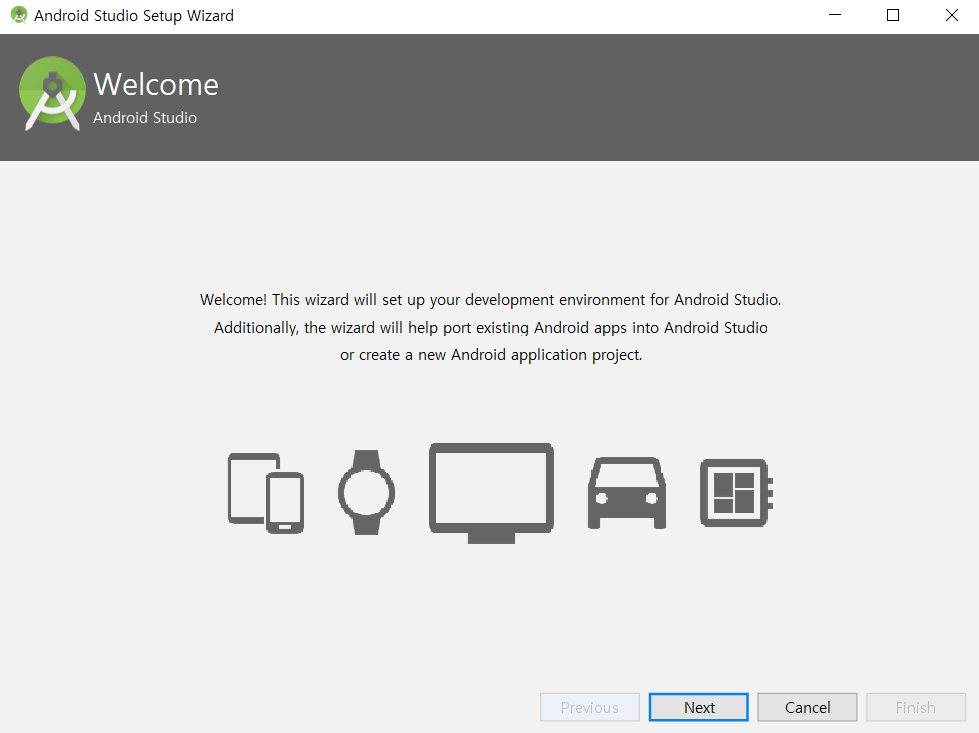 Android Studio Setup Wizard
Welcome
Android Studio
Welcome! This wizard will set up your development environment for Android Studio.
Additionally, the wizard will help port existing Android apps into Android Studio
or create a new Android application project.
Previous Next Cancel Finish